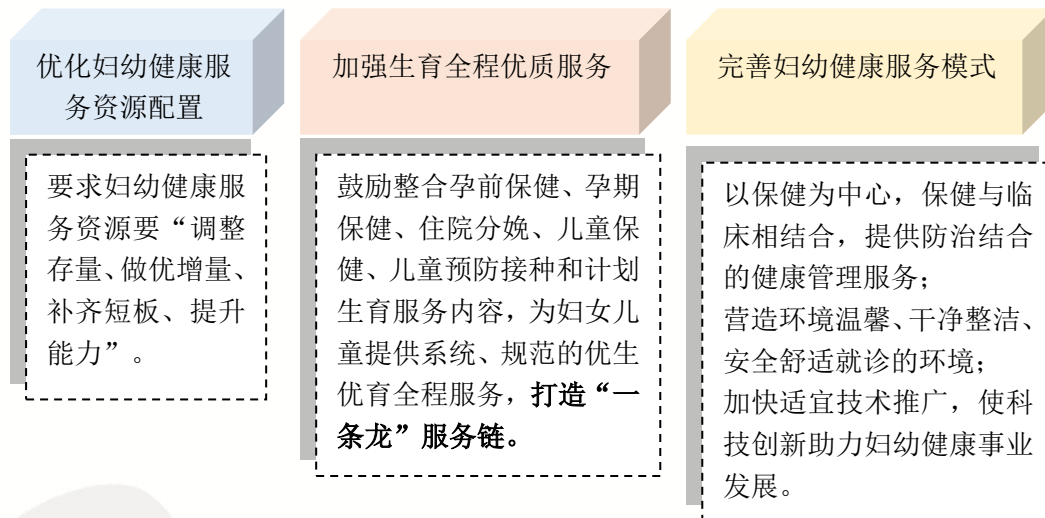 优化妇幼健康服
务资源配置
要求妇幼健康服
务资源要“调整
存量、做优增量、
补齐短板、提升
能力”。
加强生育全程优质服务
鼓励整合孕前保健、孕期
保健、住院分娩、儿童保
健、儿童预防接种和计划
生育服务内容，为妇女儿
童提供系统、规范的优生
优育全程服务，打造“一
条龙”服务链。
完善妇幼健康服务模式
以保健为中心，保健与临
床相结合，提供防治结合
的健康管理服务；
营造环境温馨、干净整洁、
安全舒适就诊的环境；
加快适宜技术推广，使科
技创新助力妇幼健康事业
发展。